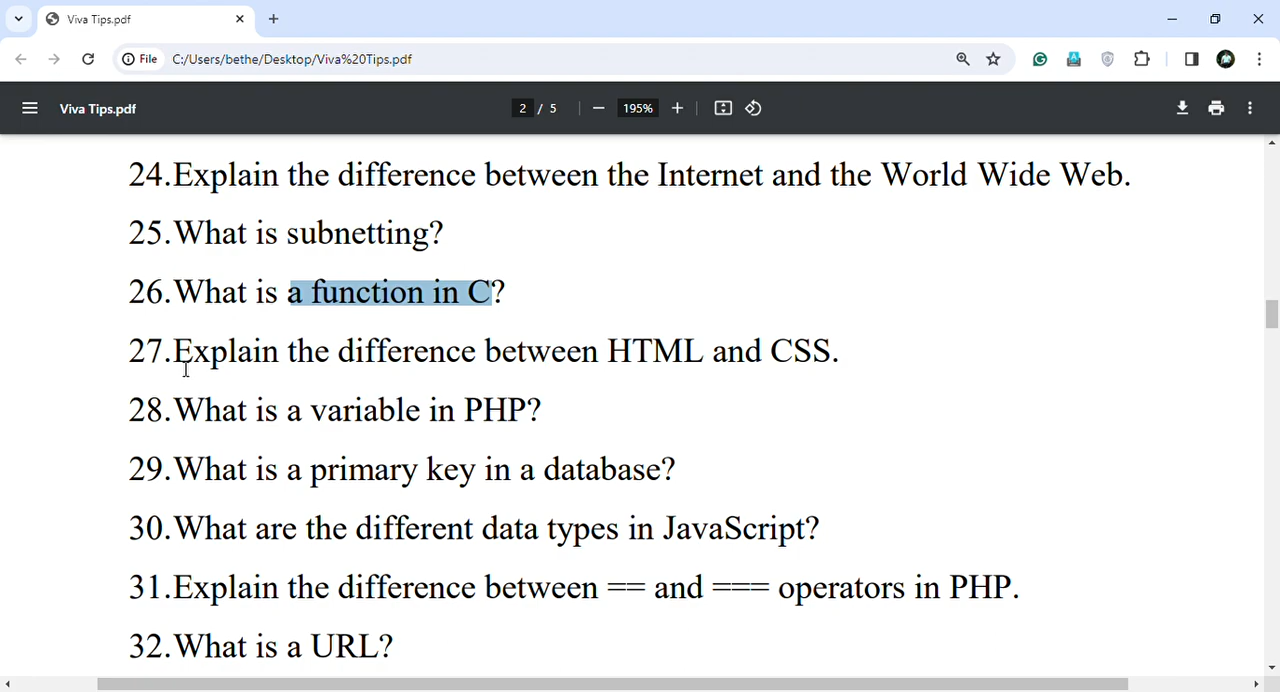 Viva Tips.pdf
File C:/Users/bethe/Desktop/Viva%20Tips.pdf
Viva Tips.pdf 2 / 5 195%
24.Explain the difference between the Internet and the World Wide Web.
25.What is subnetting?
26.What is a function in C?
27.Explain the difference between HTML and CSS.
28.What is a variable in PHP?
29.What is a primary key in a database?
30.What are the different data types in JavaScript?
31.Explain the difference between == and === operators in PHP.
32.What is a URL?